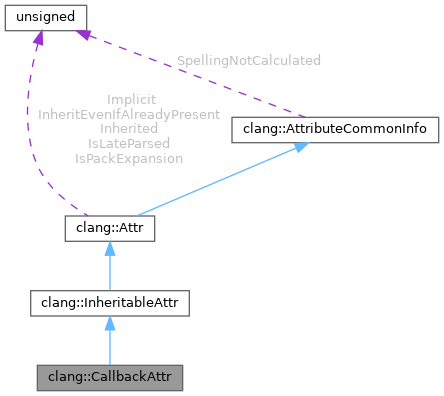 unsigned
SpellingNotCalculated
Implicit
InheritEvenIfAlreadyPresent
Inherited
IsLateParsed
IsPackExpansion
clang::AttributeCommonInfo
clang::Attr
clang::InheritableAttr
clang::CallbackAttr